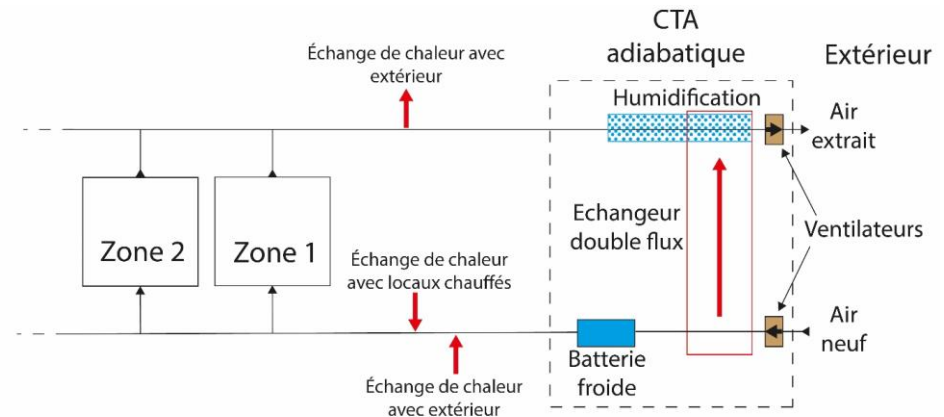 CTA
adiabatique
Extérieur
Échange de chaleur avec
extérieur
Humidification
Air
extrait
Zone 2
Zone 1
Echangeur
double flux
Ventilateurs
Échange de chaleur
avec locaux chauffés
Batterie
froide
Air
neuf
Échange de chaleur
avec extérieur